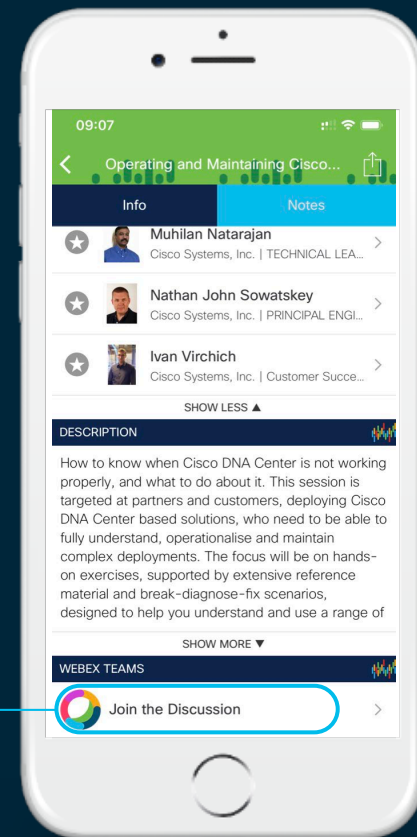 09:07
Operating and Maintaining Cisco...
Info
Notes
Muhilan Natarajan
Cisco Systems, Inc. | TECHNICAL LEA...
Nathan John Sowatskey
Cisco Systems, Inc. | PRINCIPAL ENGI...
Ivan Virchich
Cisco Systems, Inc. | Customer Succe...
SHOW LESS ▲
DESCRIPTION
How to know when Cisco DNA Center is not working
properly, and what to do about it. This session is
targeted at partners and customers, deploying Cisco
DNA Center based solutions, who need to be able to
fully understand, operationalise and maintain
complex deployments. The focus will be on hands-
on exercises, supported by extensive reference
material and break-diagnose-fix scenarios,
designed to help you understand and use a range of
SHOW MORE ▼
WEBEX TEAMS
Join the Discussion